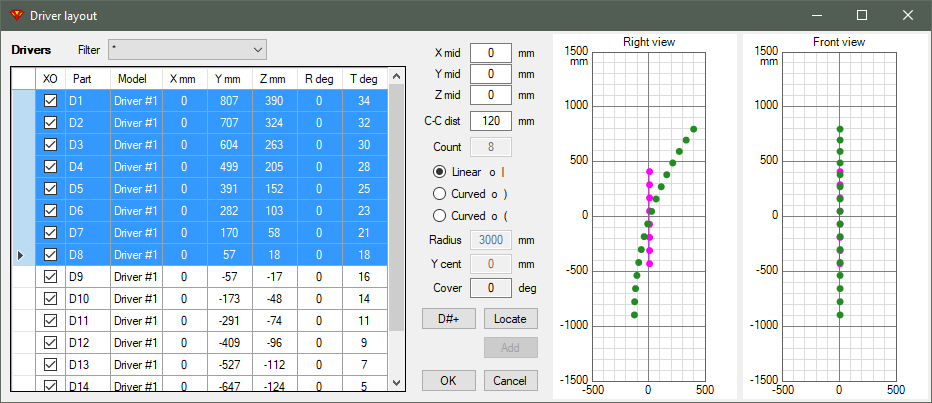 Driver layout
Drivers Filter *
XO Part Model X mm Y mm Z mm R deg T deg
D1 Driver #1 0 807 390 0 34
D2 Driver #1 0 707 324 0 32
D3 Driver #1 0 604 263 0 30
D4 Driver #1 0 499 205 0 28
D5 Driver #1 0 391 152 0 25
D6 Driver #1 0 282 103 0 23
D7 Driver #1 0 170 58 0 21
D8 Driver #1 0 57 18 0 18
D9 Driver #1 0 -57 -17 0 16
D10 Driver #1 0 -173 -48 0 14
D11 Driver #1 0 -291 -74 0 11
D12 Driver #1 0 -409 -96 0 9
D13 Driver #1 0 -527 -112 0 7
D14 Driver #1 0 -647 -124 0 5
X mid 0 mm
Y mid 0 mm
Z mid 0 mm
C-C dist 120 mm
Count 8
Linear o |
Curved o )
Curved o (
Radius 3000 mm
Y cent 0 mm
Cover 0 deg
D#+ Locate
Add
OK Cancel
Right view
1500
mm
1000
500
0
-500
-1000
-1500
-500 0 500
Front view
1500
mm
1000
500
0
-500
-1000
-1500
-500 0 500